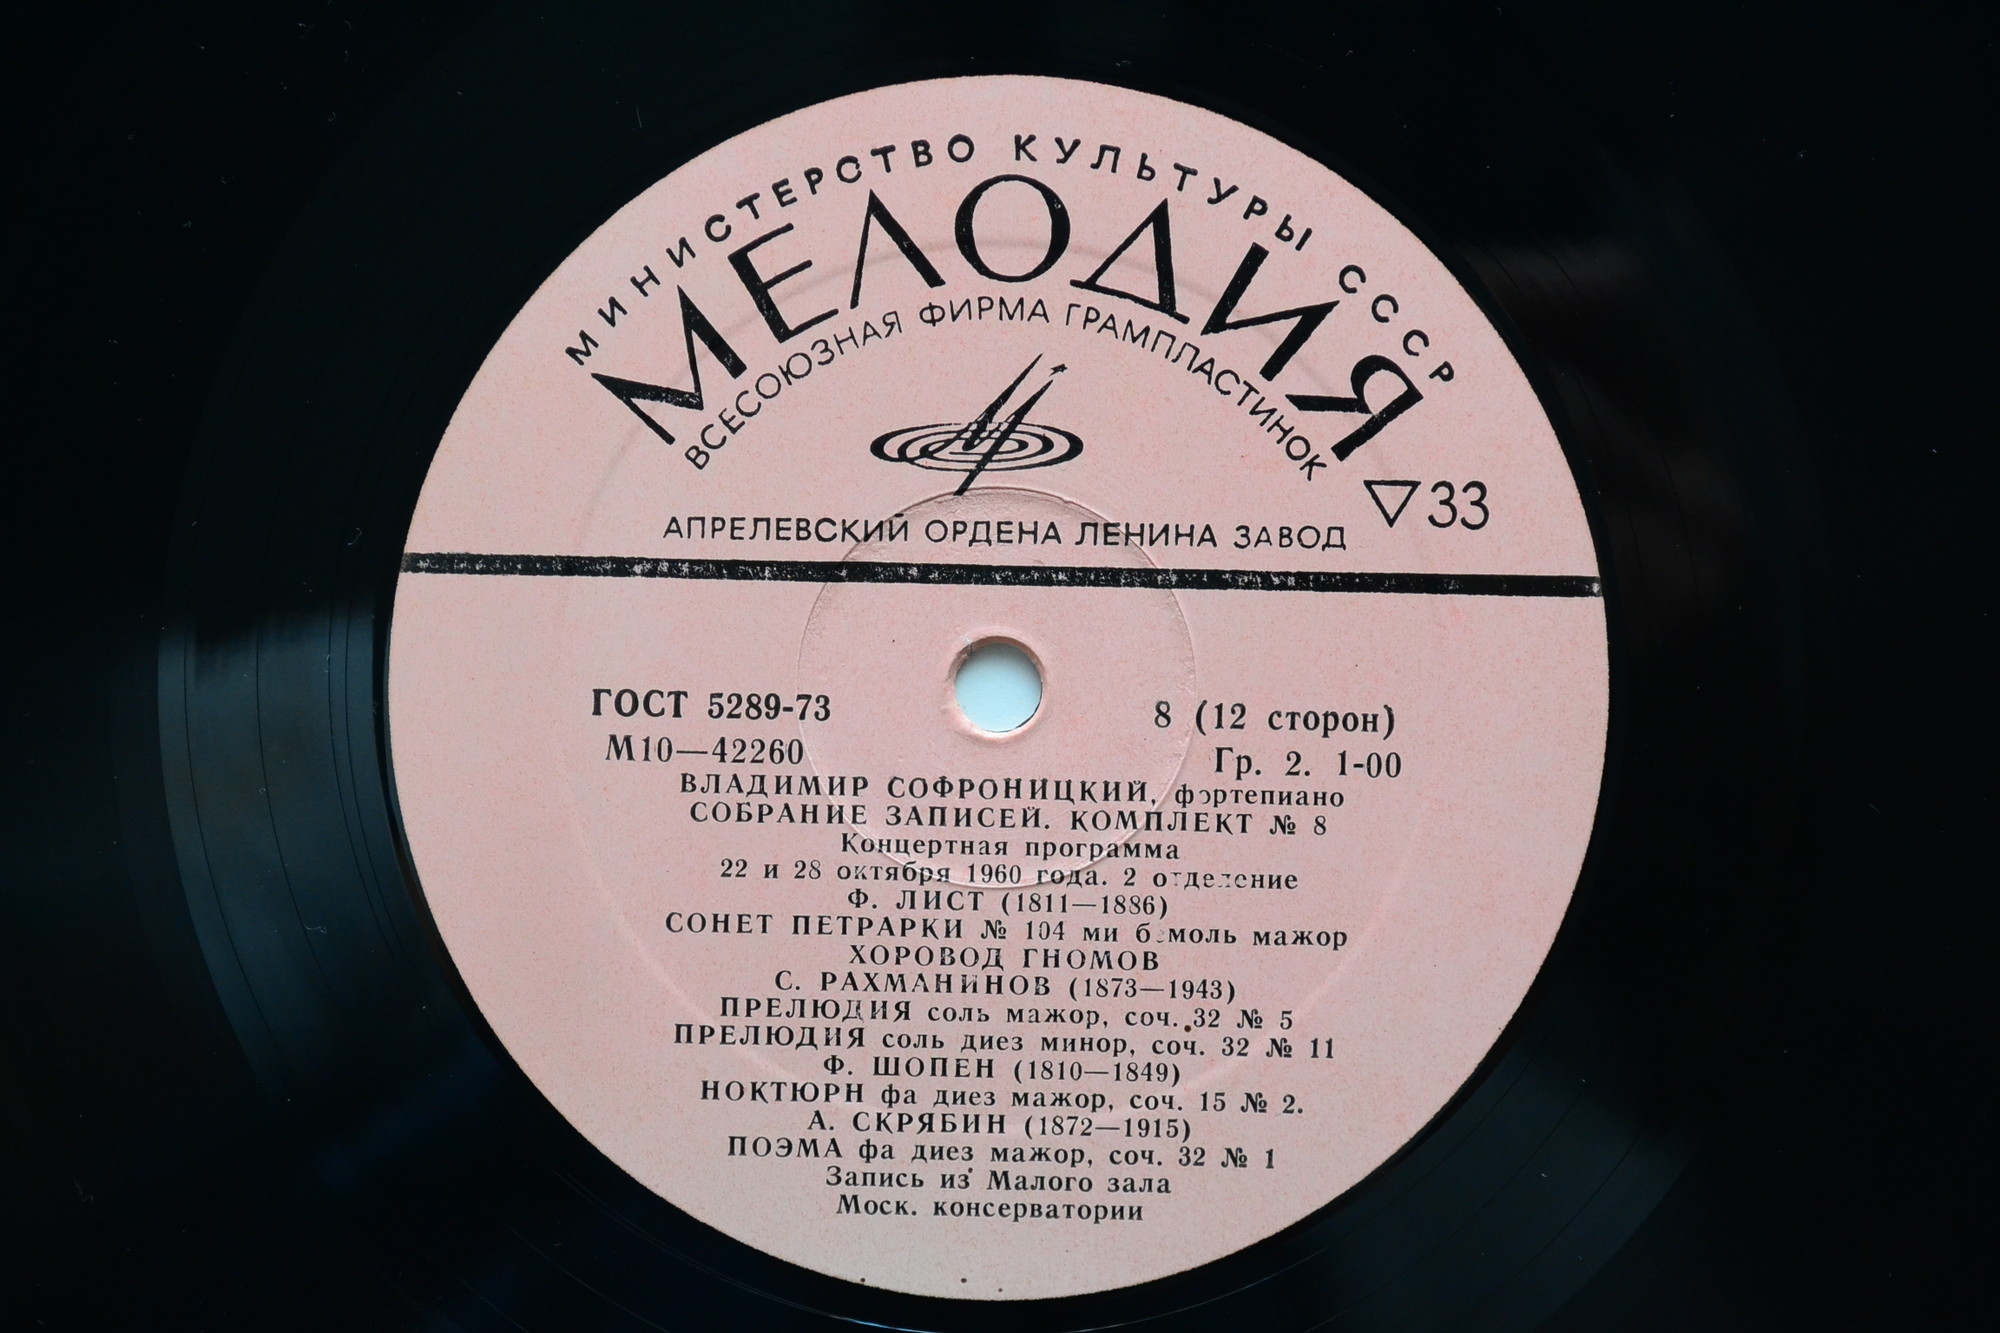 МИНИСТЕРСТВО КУЛЬТУРЫ СССР
МЕЛОДИЯ
ВСЕСОЮЗНАЯ ФИРМА ГРАМПЛАСТИНОК
33
АПРЕЛЕВСКИЙ ОРДЕНА ЛЕНИНА ЗАВОД
ГОСТ 5289-73 8 (12 сторон)
М10—42260 Гр. 2. 1-00
ВЛАДИМИР СОФРОНИЦКИЙ, фортепиано
СОБРАНИЕ ЗАПИСЕЙ. КОМПЛЕКТ № 8
Концертная программа
22 и 28 октября 1960 года. 2 отделение
Ф. ЛИСТ (1811—1886)
СОНЕТ ПЕТРАРКИ № 104 ми бемоль мажор
ХОРОВОД ГНОМОВ
С. РАХМАНИНОВ (1873—1943)
ПРЕЛЮДИЯ соль мажор, соч. 32 № 5
ПРЕЛЮДИЯ соль диез минор, соч. 32 № 11
Ф. ШОПЕН (1810—1849)
НОКТЮРН фа диез мажор, соч. 15 № 2.
А. СКРЯБИН (1872—1915)
ПОЭМА фа диез мажор, соч. 32 № 1
Запись из Малого зала
Моск. консерватории